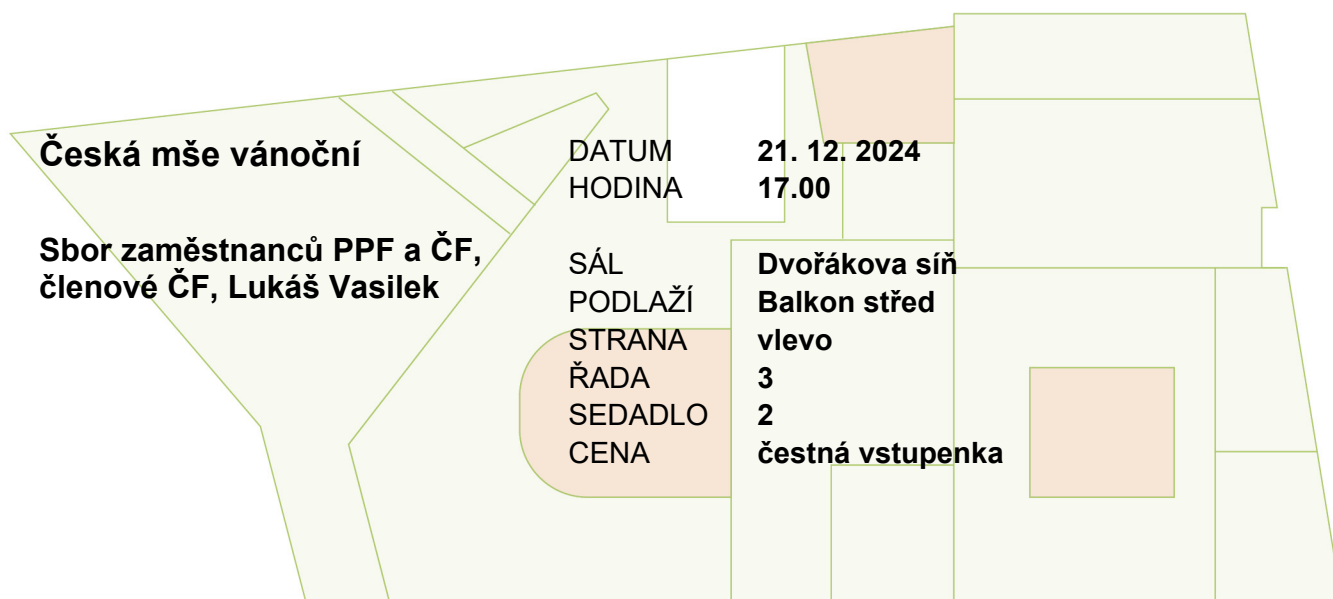 Česká mše vánoční
Sbor zaměstnanců PPF a ČF,
členové ČF, Lukáš Vasilek
DATUM 21. 12. 2024
HODINA 17.00
SÁL Dvořákova síň
PODLAŽÍ Balkon střed
STRANA vlevo
ŘADA 3
SEDADLO 2
CENA čestná vstupenka